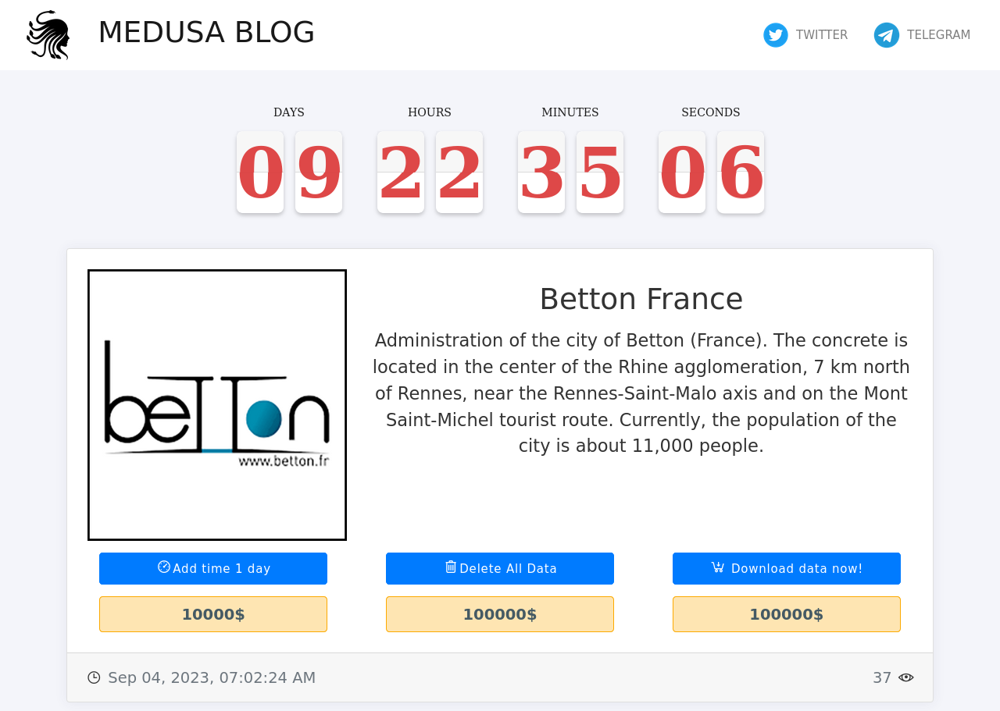 MEDUSA BLOG
TWITTER
TELEGRAM
DAYS HOURS MINUTES SECONDS
09 22 35 06
betton
www.betton.fr
Betton France
Administration of the city of Betton (France). The concrete is
located in the center of the Rhine agglomeration, 7 km north
of Rennes, near the Rennes-Saint-Malo axis and on the Mont
Saint-Michel tourist route. Currently, the population of the
city is about 11,000 people.
Add time 1 day
Delete All Data
Download data now!
10000$
100000$
100000$
Sep 04, 2023, 07:02:24 AM
37